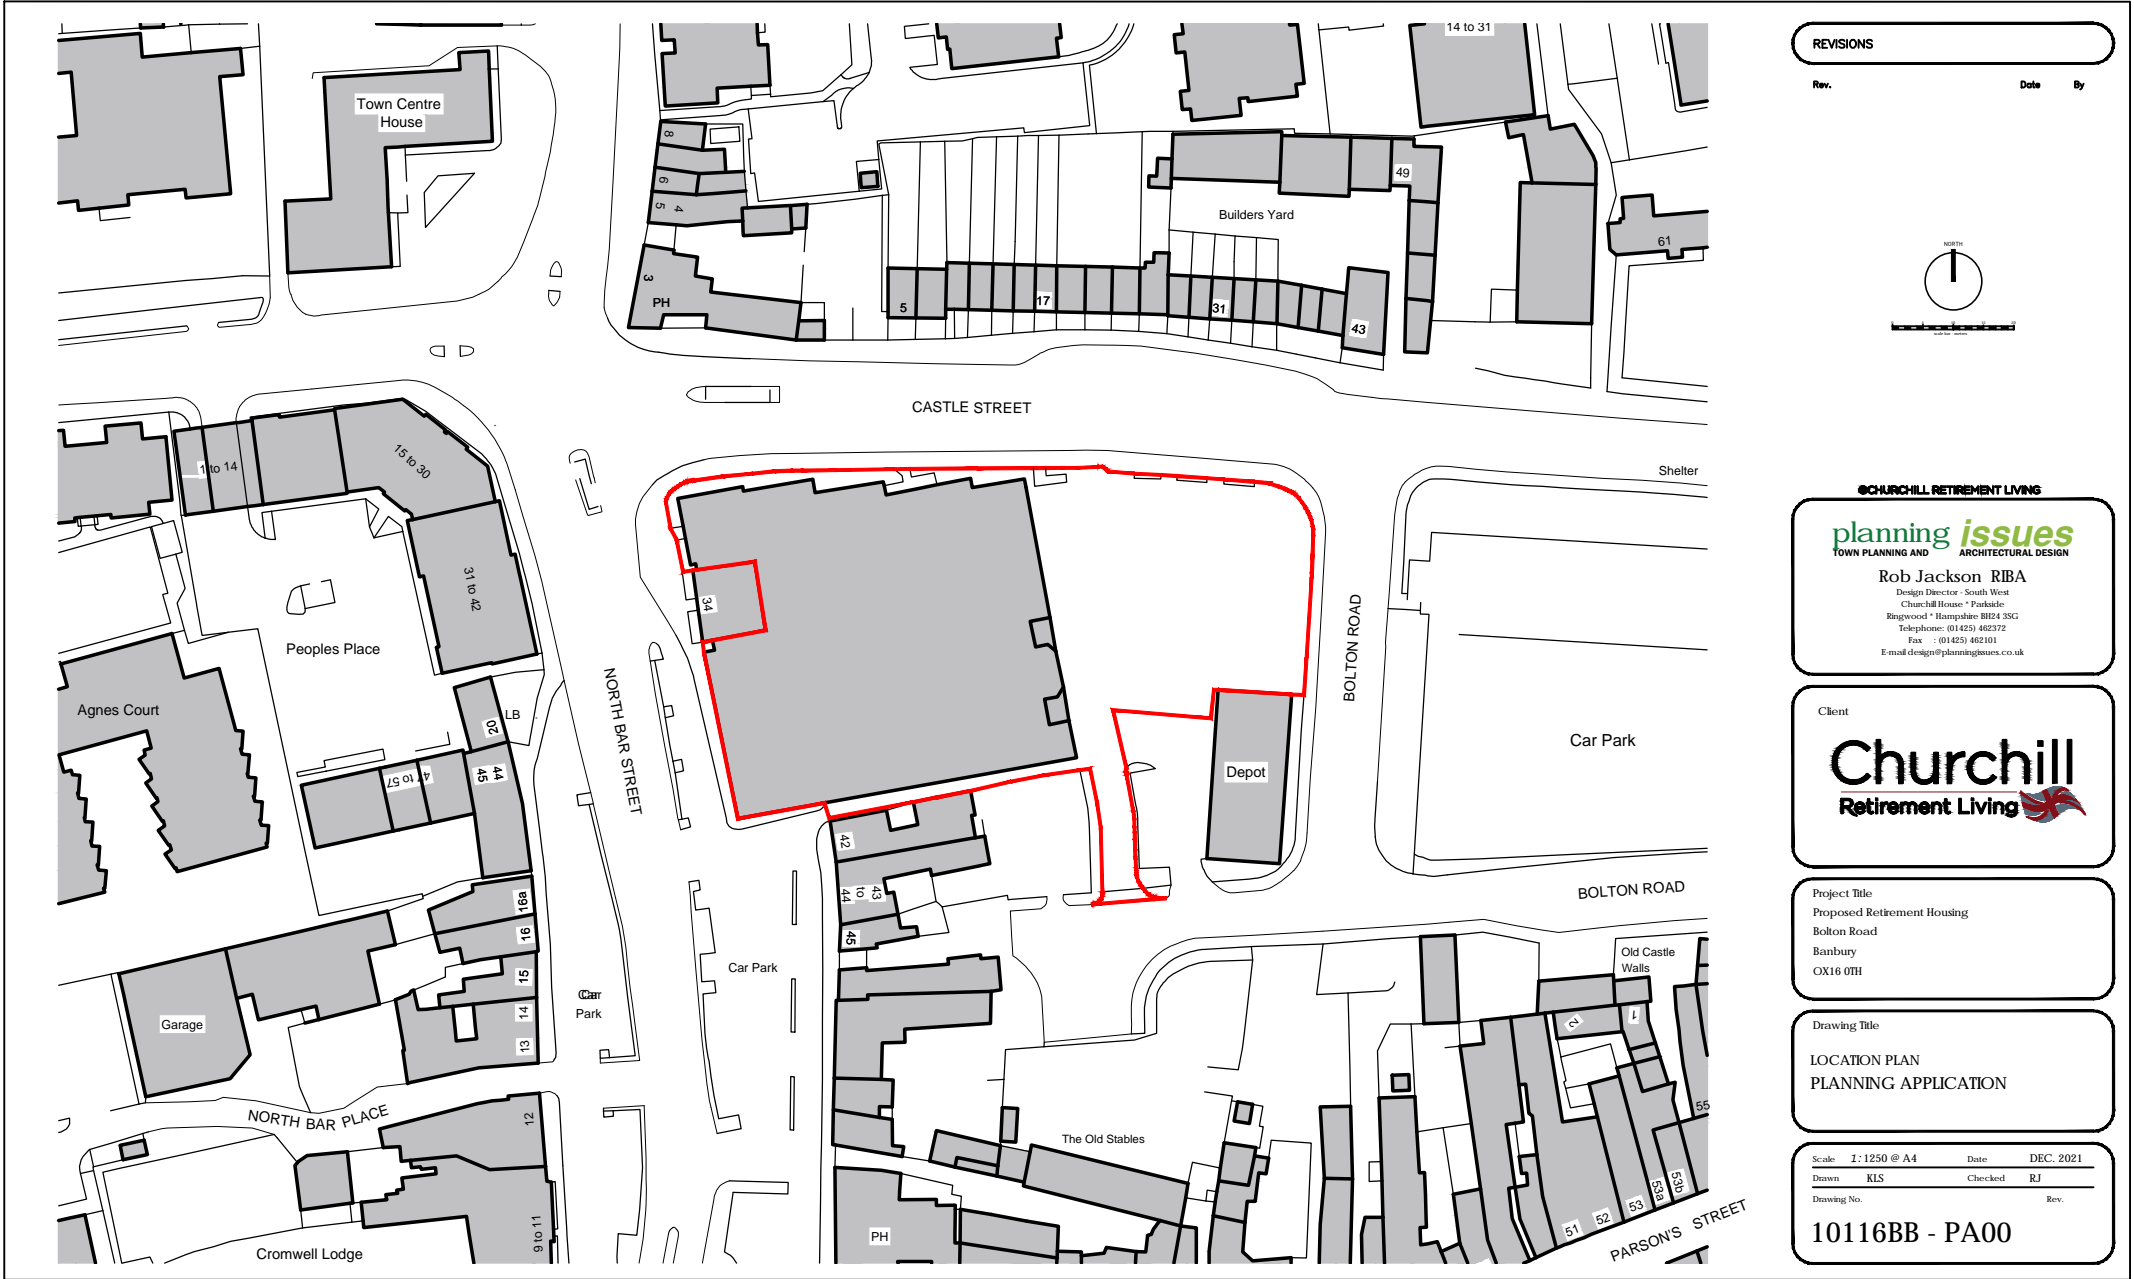 14 to 31
Town Centre
House
8
6
5
4
49
Builders Yard
61
3
PH
5
17
31
43
CASTLE STREET
1 to 14
15 to 30
Shelter
31 to 42
34
Peoples Place
BOLTON ROAD
NORTH BAR STREET
Agnes Court
LB
20
Car Park
Depot
47 to 57
45
44
42
44
to
43
45
BOLTON ROAD
16a
16
15
14
13
Old Castle
Walls
Car Park
Car
Park
Garage
2
1
NORTH BAR PLACE
12
The Old Stables
55
53b
53a
53
52
51
PARSON'S STREET
9 to 11
PH
Cromwell Lodge
REVISIONS
Rev. Date By
NORTH
scale bar - metres
©CHURCHILL RETIREMENT LIVING
planning issues
TOWN PLANNING AND ARCHITECTURAL DESIGN
Rob Jackson RIBA
Design Director - South West
Churchill House * Parkside
Ringwood * Hampshire BH24 3SG
Telephone: (01425) 462372
Fax : (01425) 462101
E-mail design@planningissues.co.uk
Client
Churchill
Retirement Living
Project Title
Proposed Retirement Housing
Bolton Road
Banbury
OX16 0TH
Drawing Title
LOCATION PLAN
PLANNING APPLICATION
Scale 1:1250 @ A4 Date DEC. 2021
Drawn KLS Checked RJ
Drawing No. Rev.
10116BB - PA00